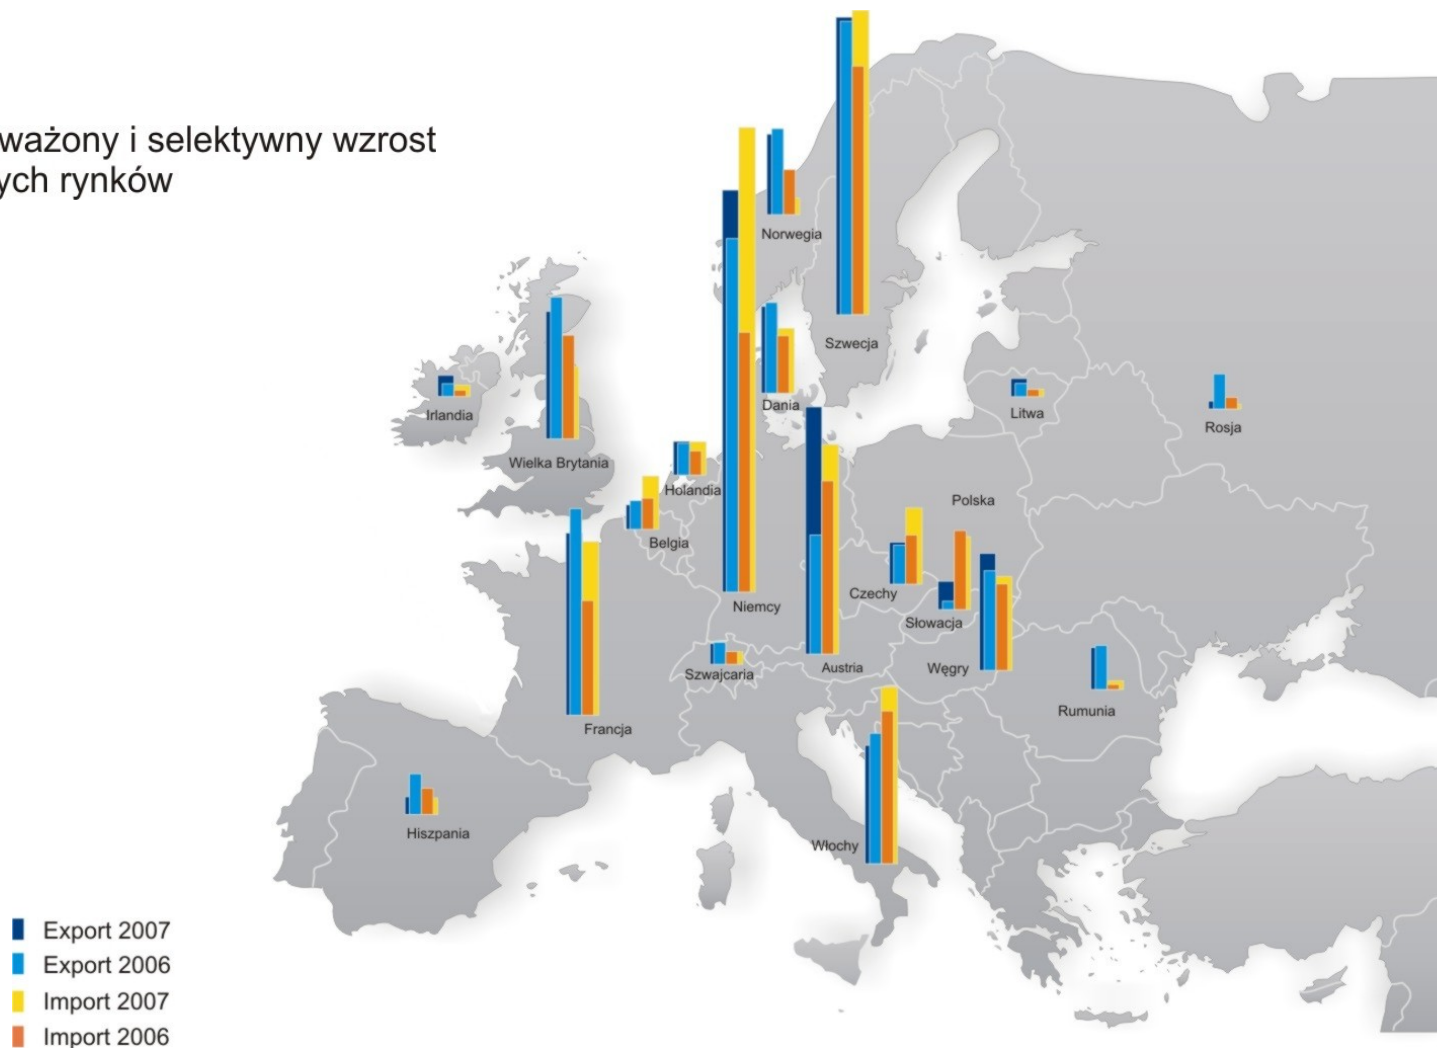 ważony i selektywny wzrost
ych rynków
Norwegia
Szwecja
Irlandia
Dania
Litwa
Rosja
Wielka Brytania
Holandia
Polska
Belgia
Czechy
Niemcy
Słowacja
Szwajcaria
Austria
Węgry
Rumunia
Francja
Hiszpania
Włochy
Export 2007
Export 2006
Import 2007
Import 2006